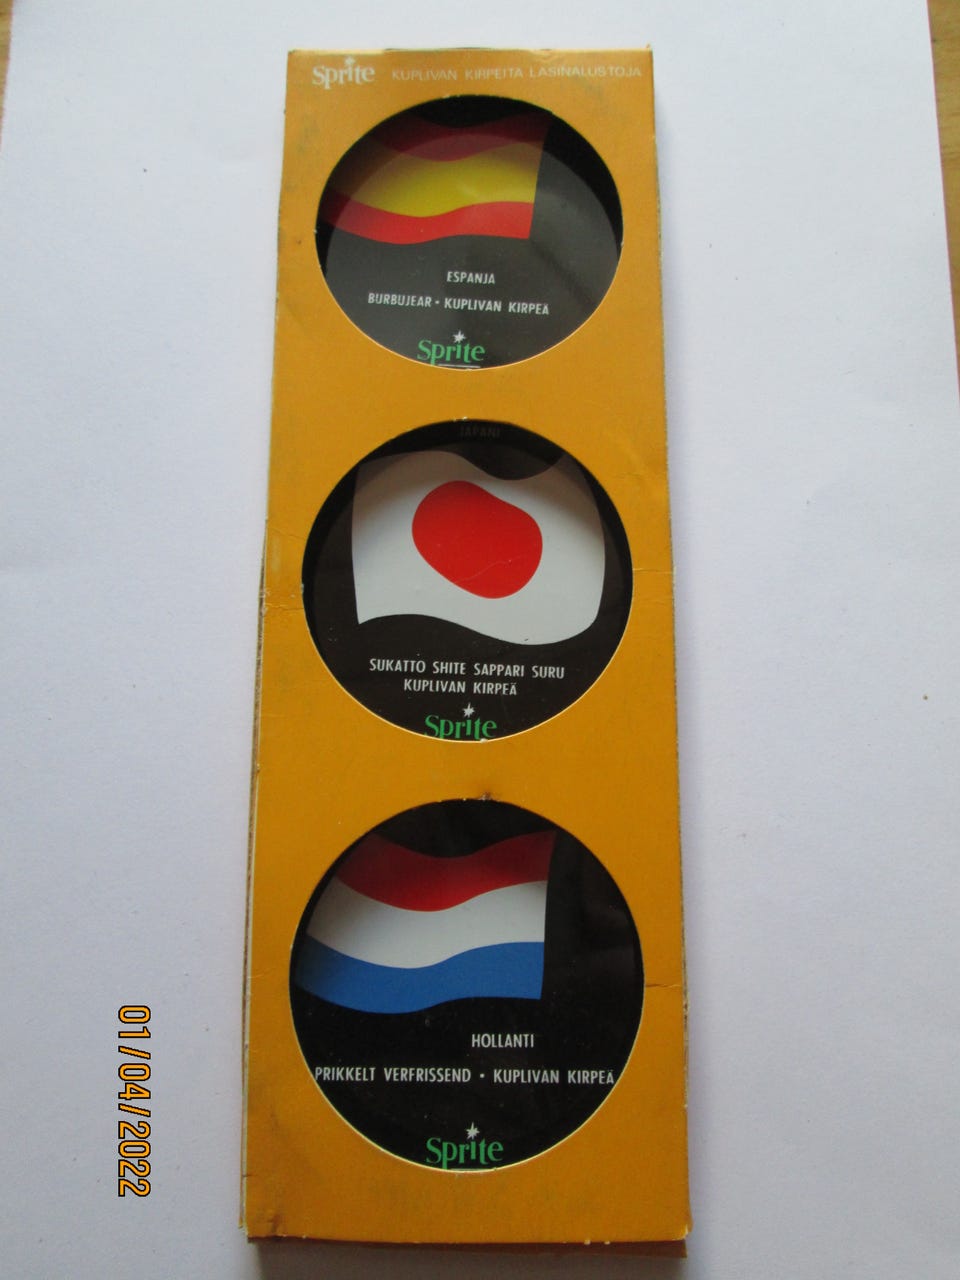 Sprite KUPLIVAN KIRPEITA LASINALUSTOJA
ESPANJA
BURBUJEAR • KUPLIVAN KIRPEÄ
Sprite
JAPANI
SUKATTO SHITE SAPPARI SURU
KUPLIVAN KIRPEÄ
Sprite
HOLLANTI
PRIKKELT VERFRISSEND • KUPLIVAN KIRPEÄ
Sprite
01/04/2022